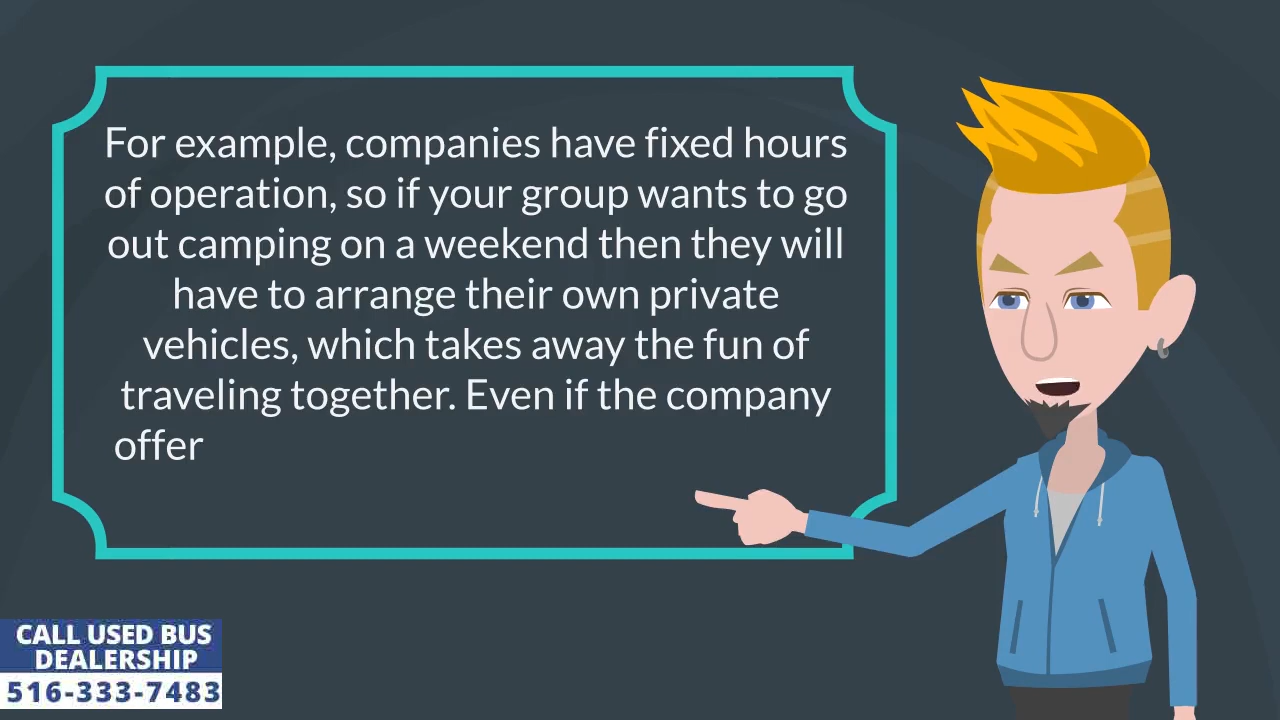 For example, companies have fixed hours
of operation, so if your group wants to go
out camping on a weekend then they will
have to arrange their own private
vehicles, which takes away the fun of
traveling together. Even if the company
offer
CALL USED BUS
DEALERSHIP
516-333-7483